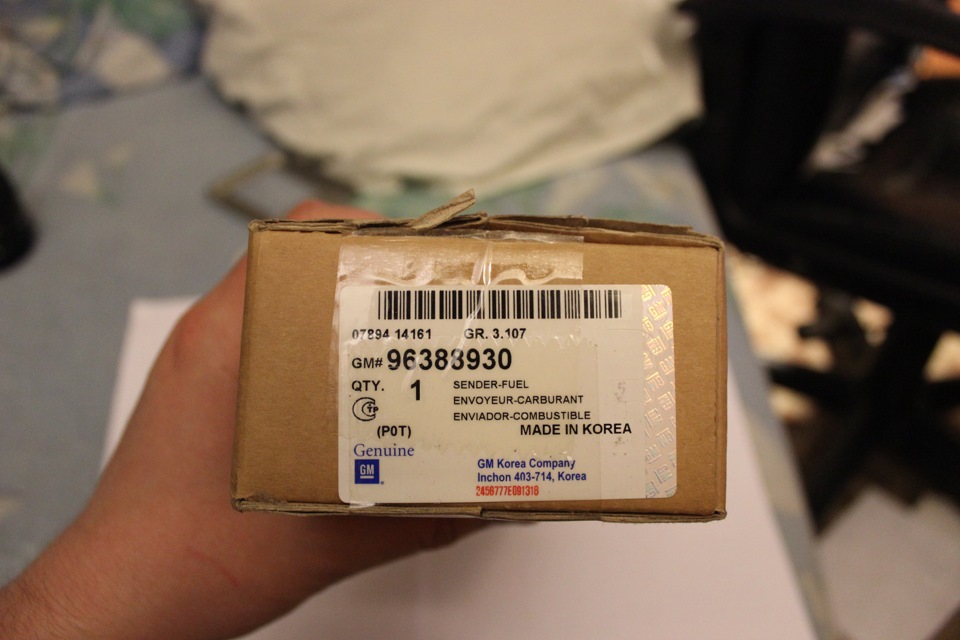 07894 14161 GR. 3.107
GM# 96388930
QTY. 1 SENDER-FUEL
ENVOYEUR-CARBURANT
ENVIADOR-COMBUSTIBLE
(P0T) MADE IN KOREA
Genuine
GM
GM Korea Company
Inchon 403-714, Korea
2456777E091318